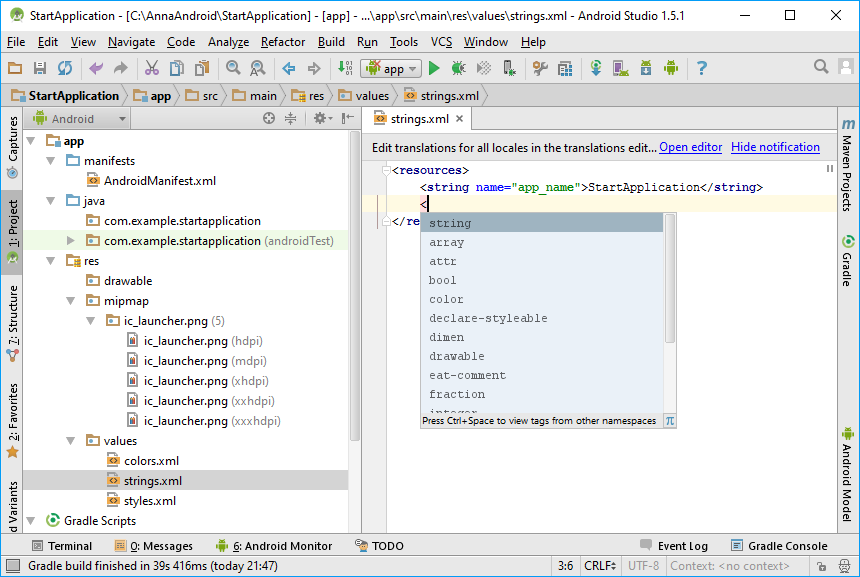 StartApplication - [C:\AnnaAndroid\StartApplication] - [app] - ...\app\src\main\res\values\strings.xml - Android Studio 1.5.1
File Edit View Navigate Code Analyze Refactor Build Run Tools VCS Window Help
app
StartApplication app src main res values strings.xml
Captures
1: Project
7: Structure
2: Favorites
d Variants
Android
app
manifests
AndroidManifest.xml
java
com.example.startapplication
com.example.startapplication (androidTest)
res
drawable
mipmap
ic_launcher.png (5)
ic_launcher.png (hdpi)
ic_launcher.png (mdpi)
ic_launcher.png (xhdpi)
ic_launcher.png (xxhdpi)
ic_launcher.png (xxxhdpi)
values
colors.xml
strings.xml
styles.xml
Gradle Scripts
strings.xml
Edit translations for all locales in the translations edit... Open editor Hide notification
<resources>
<string name="app_name">StartApplication</string>
<
</re
string
array
attr
bool
color
declare-styleable
dimen
drawable
eat-comment
fraction
integer
Press Ctrl+Space to view tags from other namespaces π
m Maven Projects
Gradle
Android Model
Terminal 0: Messages 6: Android Monitor TODO Event Log Gradle Console
Gradle build finished in 39s 416ms (today 21:47) 3:6 CRLF UTF-8 Context: <no context>